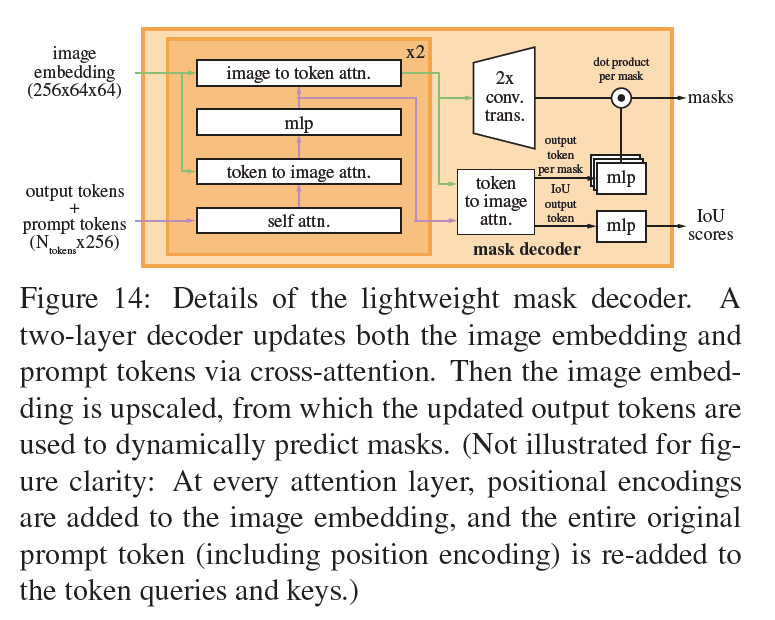 image
embedding
(256x64x64)
output tokens
+
prompt tokens
(Ntokensx256)
x2
image to token attn.
mlp
token to image attn.
self attn.
2x
conv.
trans.
token
to image
attn.
mask decoder
output
token
per mask
IoU
output
token
dot product
per mask
mlp
mlp
masks
IoU
scores
Figure 14: Details of the lightweight mask decoder. A
two-layer decoder updates both the image embedding and
prompt tokens via cross-attention. Then the image embed-
ding is upscaled, from which the updated output tokens are
used to dynamically predict masks. (Not illustrated for fig-
ure clarity: At every attention layer, positional encodings
are added to the image embedding, and the entire original
prompt token (including position encoding) is re-added to
the token queries and keys.)